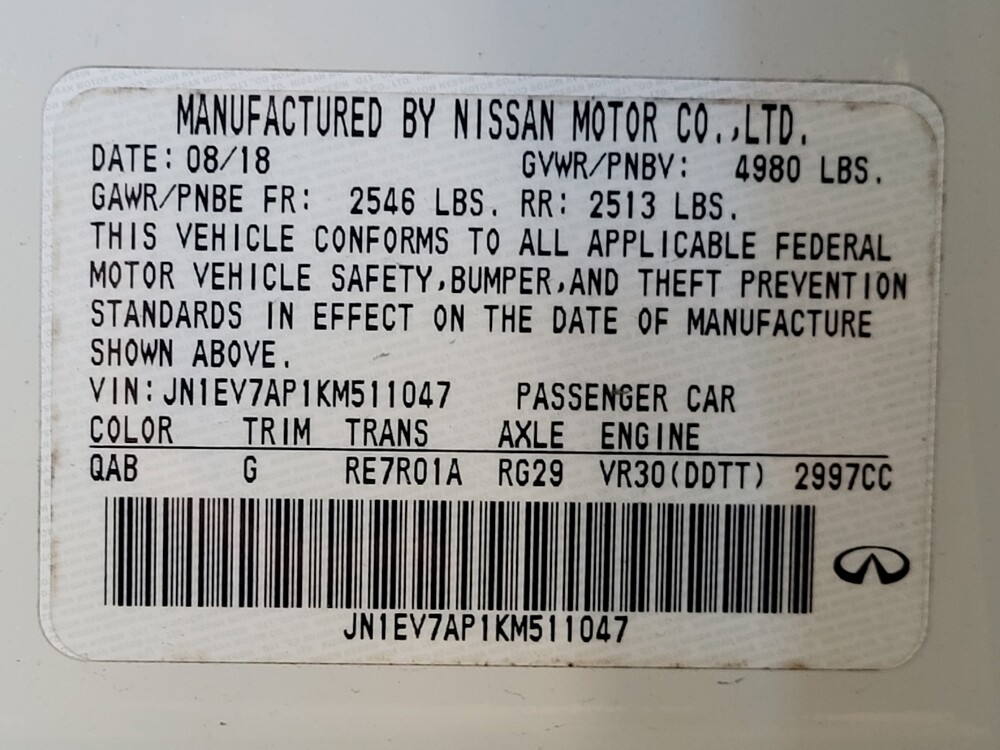 MANUFACTURED BY NISSAN MOTOR CO.,LTD.
DATE: 08/18 GVWR/PNBV: 4980 LBS.
GAWR/PNBE FR: 2546 LBS. RR: 2513 LBS.
THIS VEHICLE CONFORMS TO ALL APPLICABLE FEDERAL
MOTOR VEHICLE SAFETY,BUMPER,AND THEFT PREVENTION
STANDARDS IN EFFECT ON THE DATE OF MANUFACTURE
SHOWN ABOVE.
VIN:JN1EV7AP1KM511047 PASSENGER CAR
COLOR TRIM TRANS AXLE ENGINE
QAB G RE7R01A RG29 VR30(DDTT) 2997CC
JN1EV7AP1KM511047